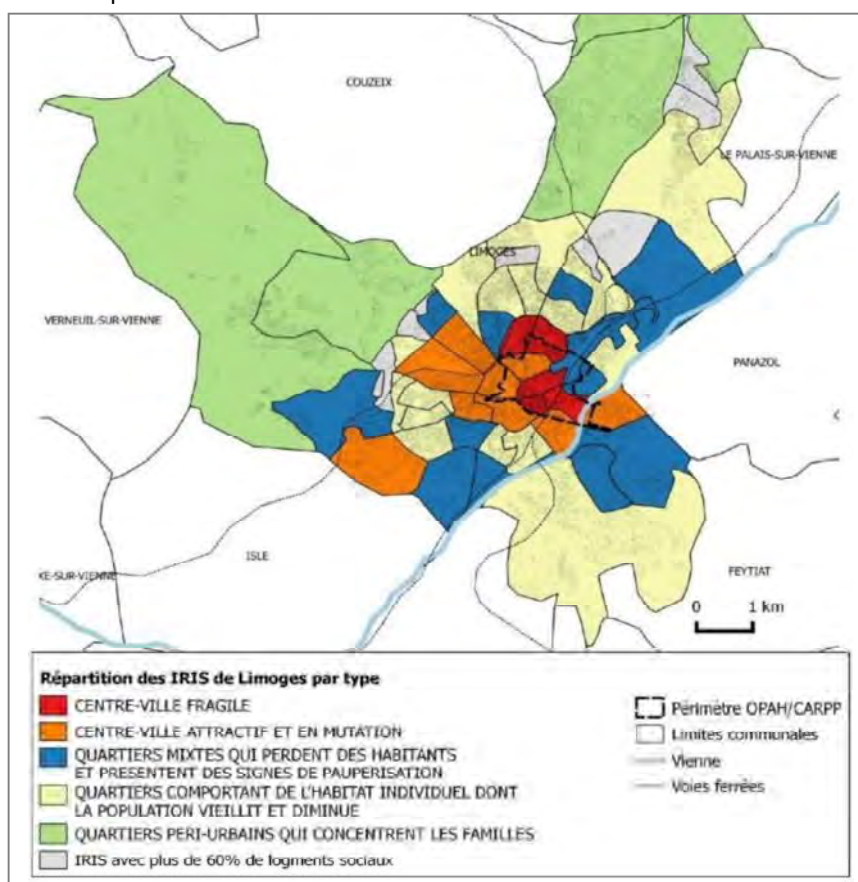 COUZEIX
LE PALAIS-SUR-VIENNE
LIMOGES
VERNEUIL-SUR-VIENNE
PANAZOL
ISLE
KE-SUR-VIENNE
FEYTIAT
0 1 km
Répartition des IRIS de Limoges par type
CENTRE-VILLE FRAGILE
CENTRE-VILLE ATTRACTIF ET EN MUTATION
QUARTIERS MIXTES QUI PERDENT DES HABITANTS
ET PRESENTENT DES SIGNES DE PAUPERISATION
QUARTIERS COMPORTANT DE L'HABITAT INDIVIDUEL DONT
LA POPULATION VIEILLIT ET DIMINUE
QUARTIERS PERI-URBAINS QUI CONCENTRENT LES FAMILLES
IRIS avec plus de 60% de logments sociaux
Périmètre OPAH/CARPP
Limites communales
Vienne
Voies ferrées